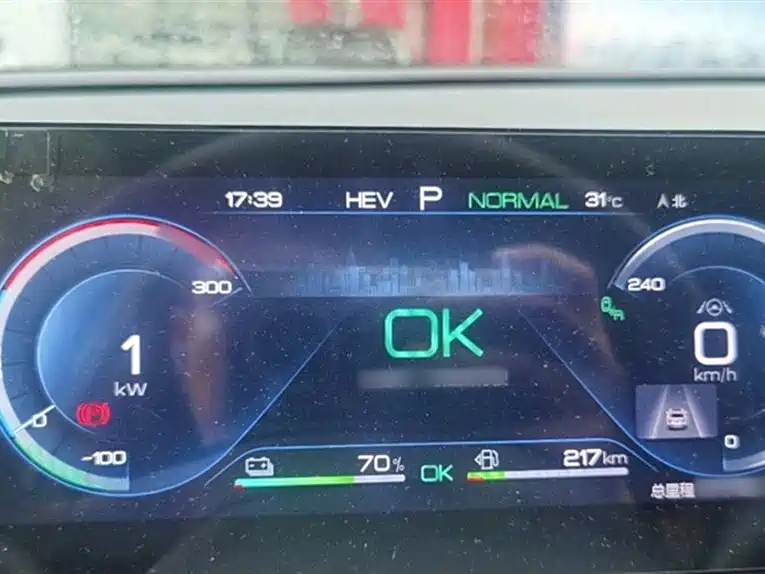 17:39 HEV P NORMAL 31°C 北
300 240
OK
1 0
kW km/h
0
-100 0
70% OK 217km
总里程